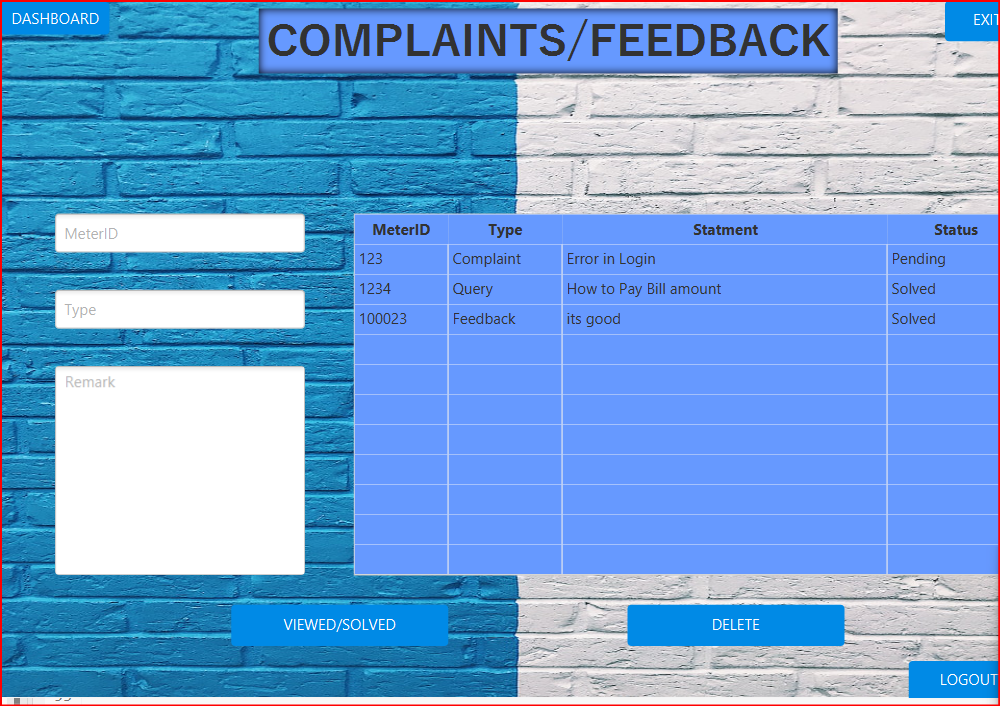 DASHBOARD
COMPLAINTS/FEEDBACK
EXIT
MeterID
Type
Remark
MeterID Type Statment Status
123 Complaint Error in Login Pending
1234 Query How to Pay Bill amount Solved
100023 Feedback its good Solved
VIEWED/SOLVED
DELETE
LOGOUT